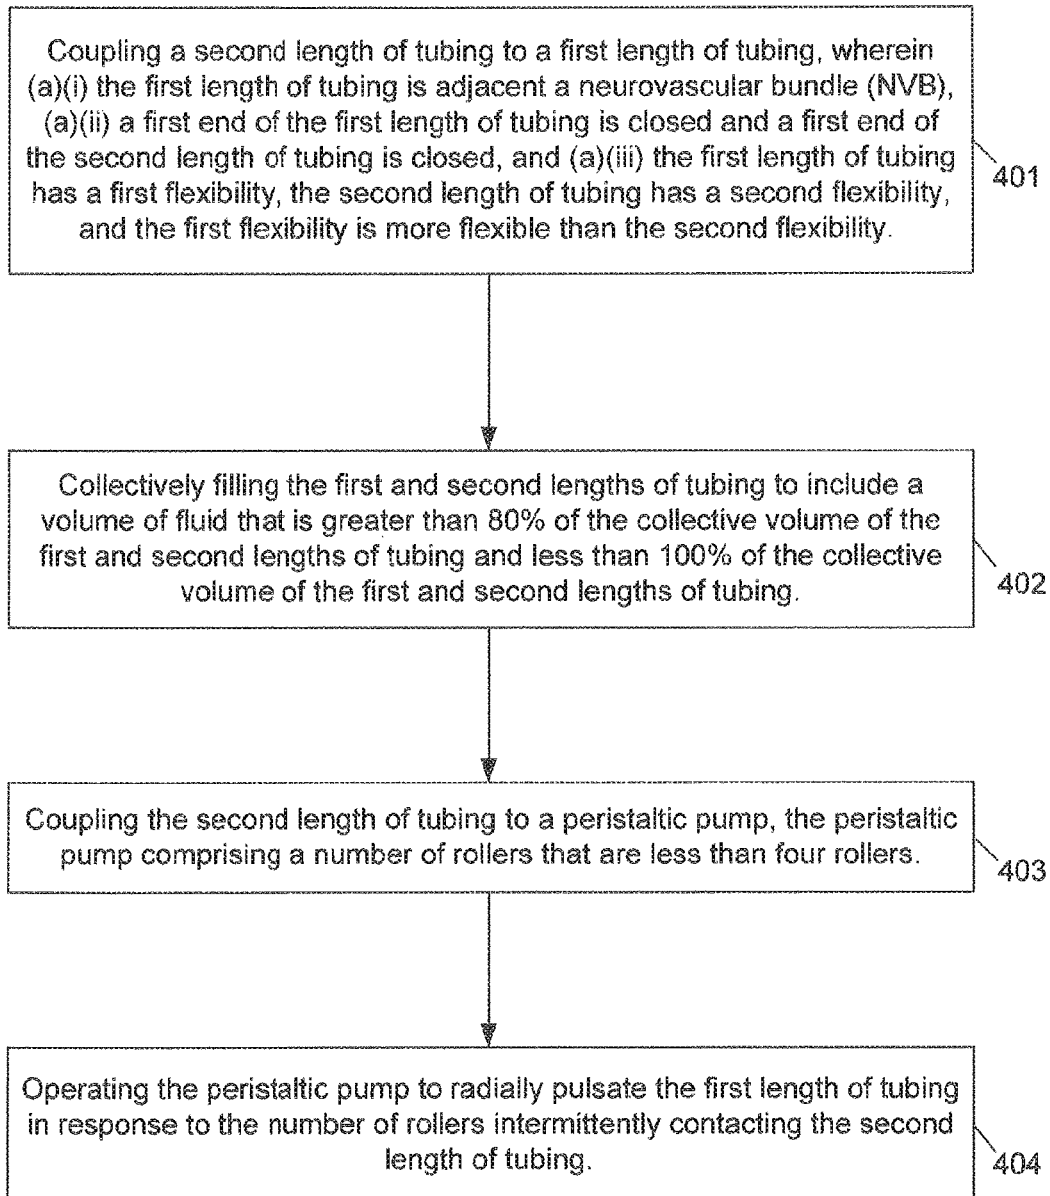 Coupling a second length of tubing to a first length of tubing, wherein
(a)(i) the first length of tubing is adjacent a neurovascular bundle (NVB),
(a)(ii) a first end of the first length of tubing is closed and a first end of
the second length of tubing is closed, and (a)(iii) the first length of tubing
has a first flexibility, the second length of tubing has a second flexibility,
and the first flexibility is more flexible than the second flexibility.
401
Collectively filling the first and second lengths of tubing to include a
volume of fluid that is greater than 80% of the collective volume of the
first and second lengths of tubing and less than 100% of the collective
volume of the first and second lengths of tubing.
402
Coupling the second length of tubing to a peristaltic pump, the peristaltic
pump comprising a number of rollers that are less than four rollers.
403
Operating the peristaltic pump to radially pulsate the first length of tubing
in response to the number of rollers intermittently contacting the second
length of tubing.
404